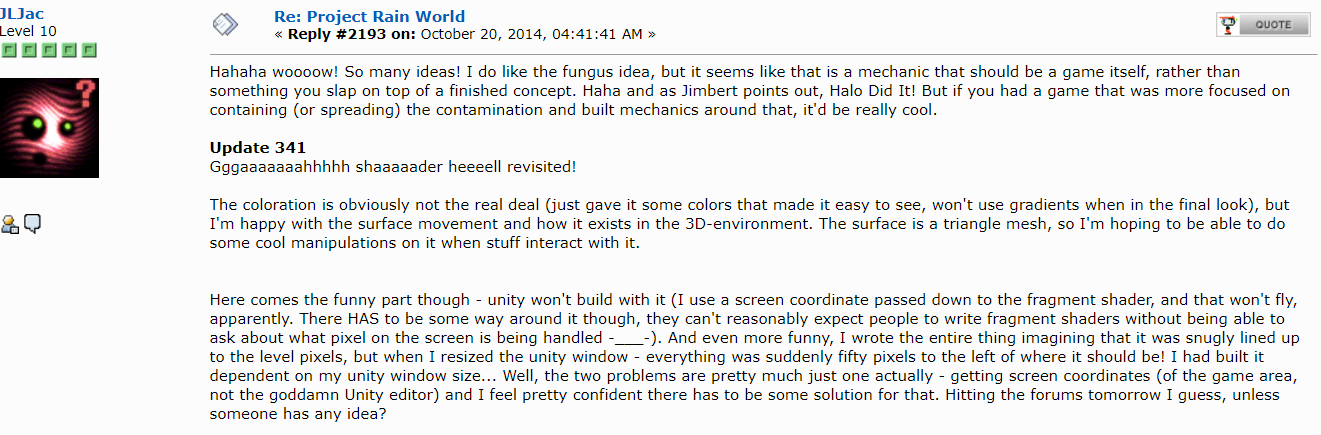 JLJac
Level 10
Re: Project Rain World
« Reply #2193 on: October 20, 2014, 04:41:41 AM »
QUOTE
Hahaha woooow! So many ideas! I do like the fungus idea, but it seems like that is a mechanic that should be a game itself, rather than
something you slap on top of a finished concept. Haha and as Jimbert points out, Halo Did It! But if you had a game that was more focused on
containing (or spreading) the contamination and built mechanics around that, it'd be really cool.
Update 341
Gggaaaaaaahhhhh shaaaaader heeeell revisited!
The coloration is obviously not the real deal (just gave it some colors that made it easy to see, won't use gradients when in the final look), but
I'm happy with the surface movement and how it exists in the 3D-environment. The surface is a triangle mesh, so I'm hoping to be able to do
some cool manipulations on it when stuff interact with it.
Here comes the funny part though - unity won't build with it (I use a screen coordinate passed down to the fragment shader, and that won't fly,
apparently. There HAS to be some way around it though, they can't reasonably expect people to write fragment shaders without being able to
ask about what pixel on the screen is being handled -___-). And even more funny, I wrote the entire thing imagining that it was snugly lined up
to the level pixels, but when I resized the unity window - everything was suddenly fifty pixels to the left of where it should be! I had built it
dependent on my unity window size... Well, the two problems are pretty much just one actually - getting screen coordinates (of the game area,
not the goddamn Unity editor) and I feel pretty confident there has to be some solution for that. Hitting the forums tomorrow I guess, unless
someone has any idea?